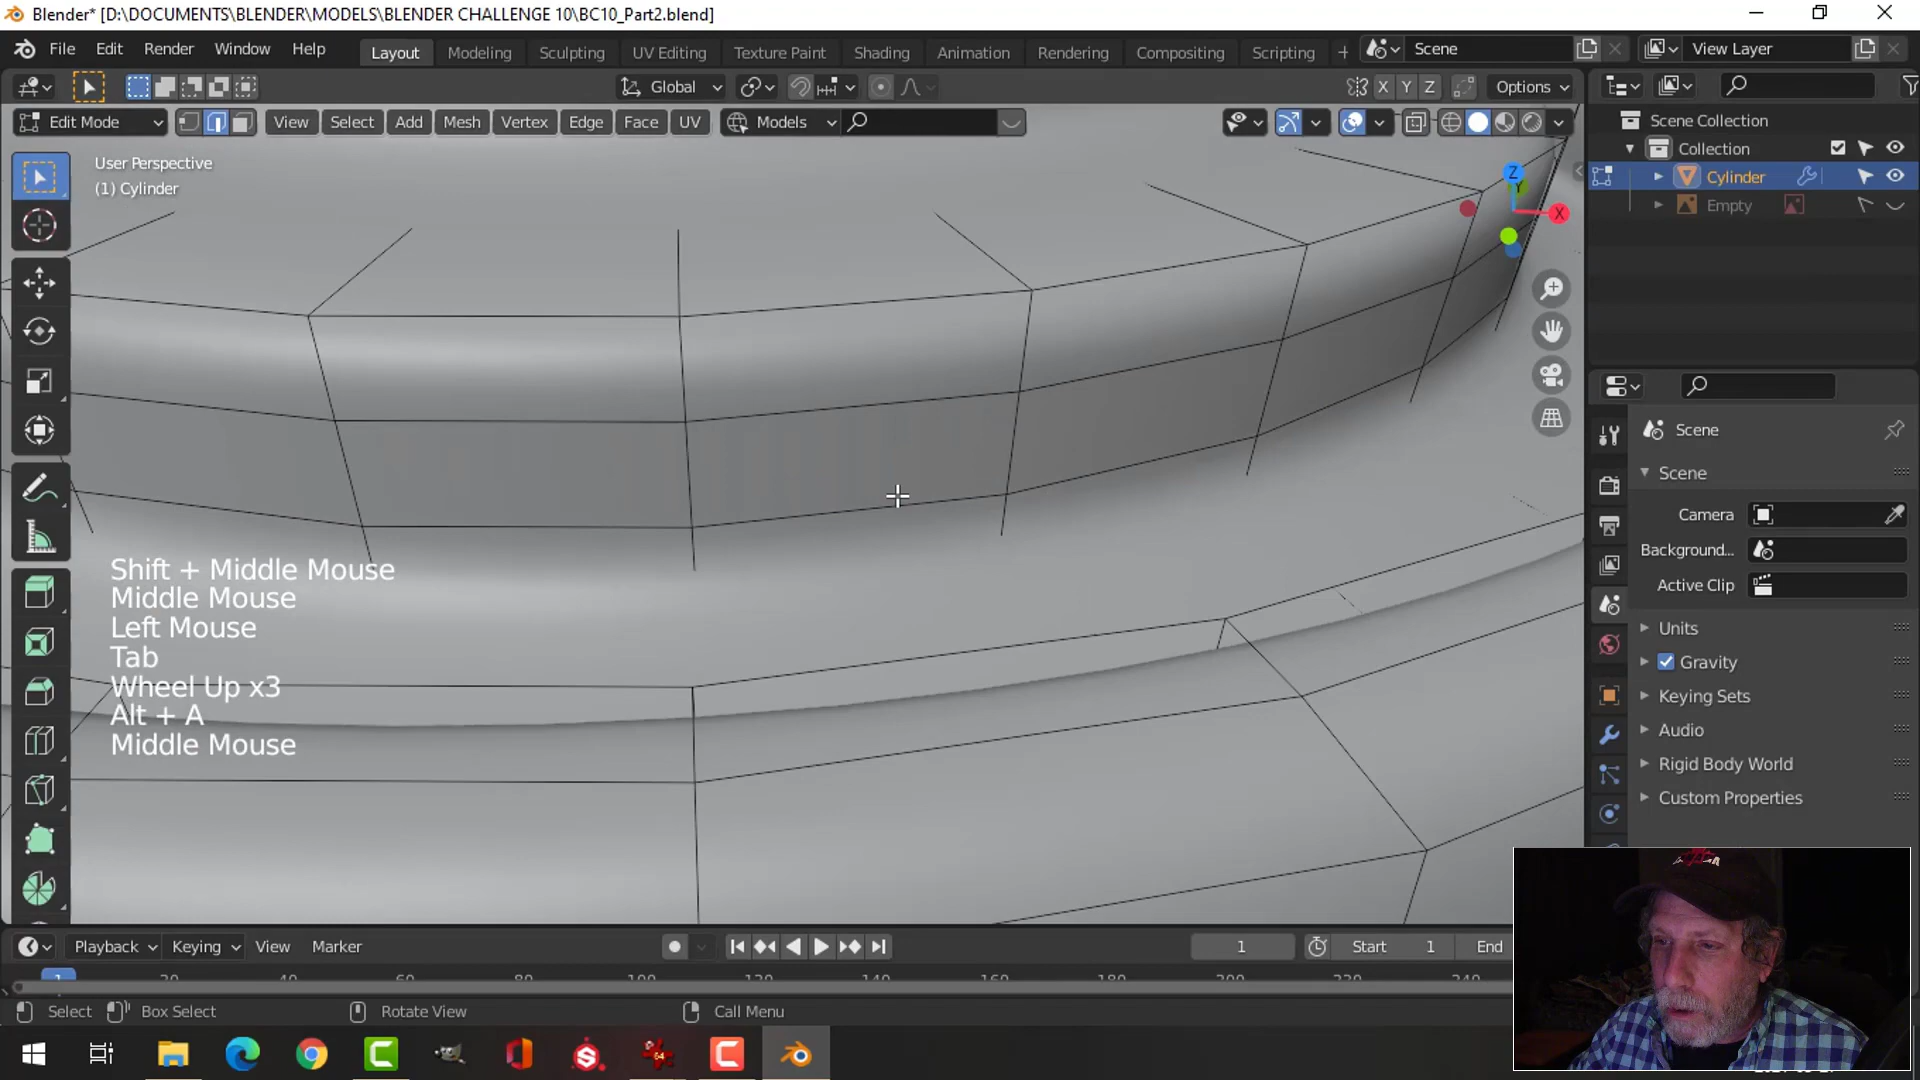 Blender* [D:\DOCUMENTS\BLENDER\MODELS\BLENDER CHALLENGE 10\BC10_Part2.blend]
File Edit Render Window Help Layout Modeling Sculpting UV Editing Texture Paint Shading Animation Rendering Compositing Scripting + Scene View Layer
Global X Y Z Options
Edit Mode View Select Add Mesh Vertex Edge Face UV Models
Scene Collection
Collection
Cylinder
Empty
User Perspective
(1) Cylinder
Z
Y
X
Scene
Scene
Camera
Background...
Active Clip
Units
Gravity
Keying Sets
Audio
Rigid Body World
Custom Properties
Shift + Middle Mouse
Middle Mouse
Left Mouse
Tab
Wheel Up x3
Alt + A
Middle Mouse
Playback Keying View Marker 1 Start 1 End
1
Select Box Select Rotate View Call Menu